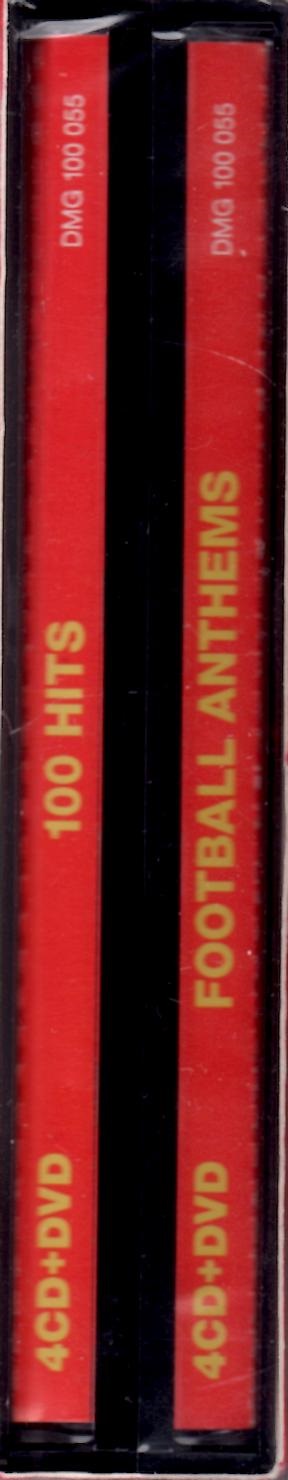 4CD+DVD 100 HITS DMG 100 055
4CD+DVD FOOTBALL ANTHEMS DMG 100 055